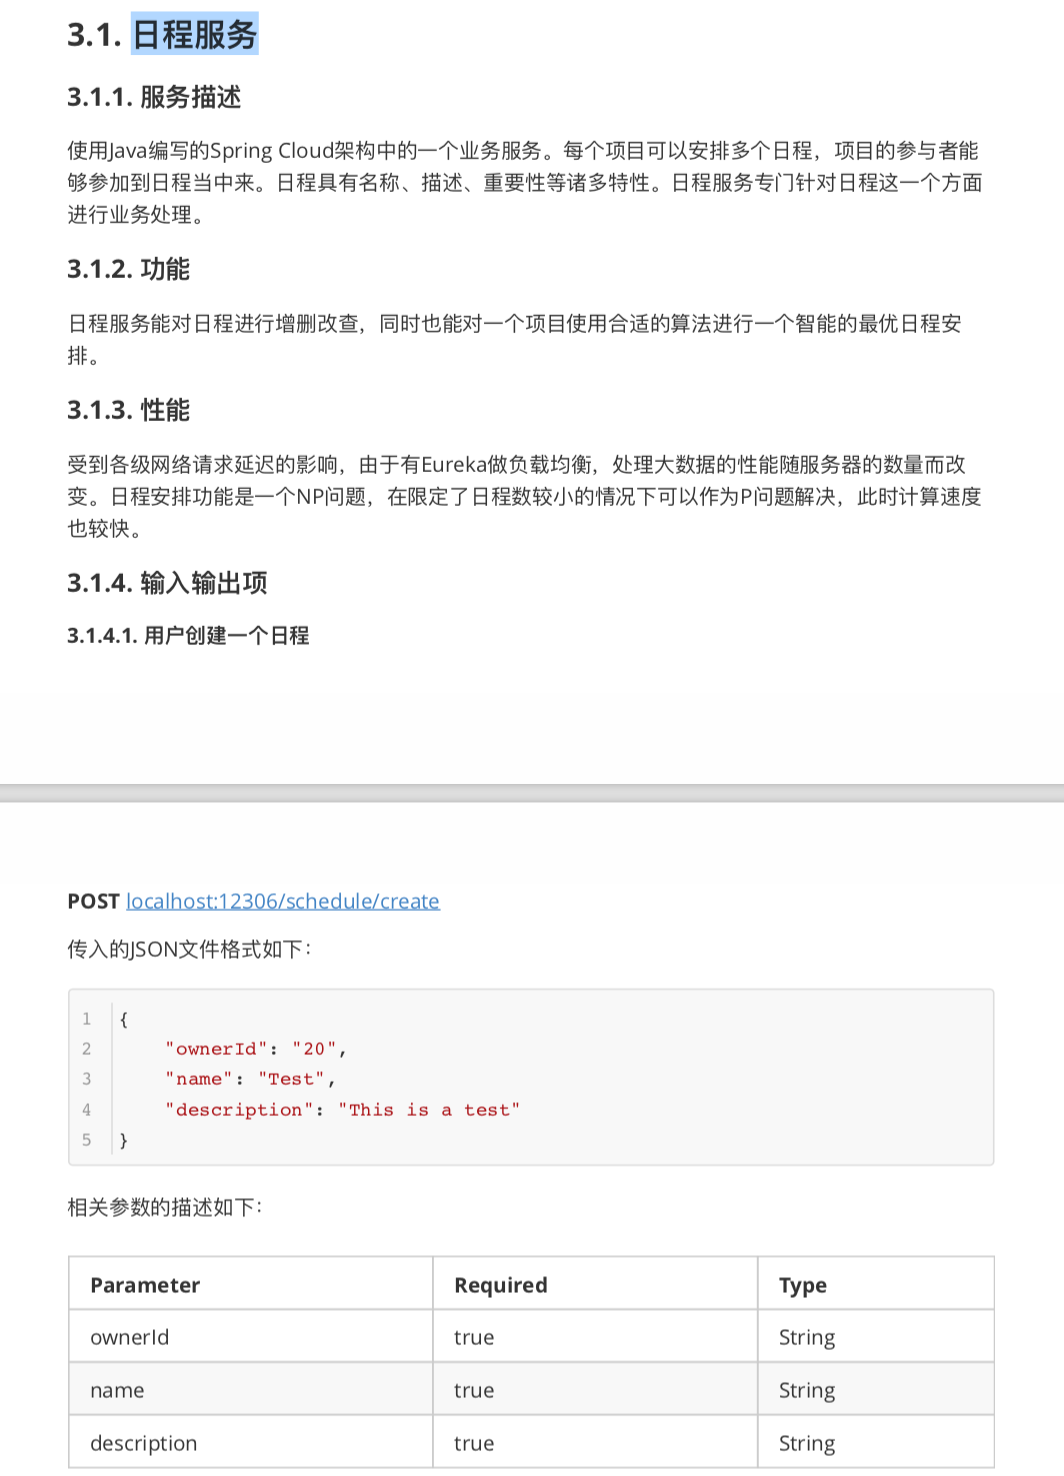 3.1. 日程服务
3.1.1. 服务描述
使用Java编写的Spring Cloud架构中的一个业务服务。每个项目可以安排多个日程，项目的参与者能
够参加到日程当中来。日程具有名称、描述、重要性等诸多特性。日程服务专门针对日程这一个方面
进行业务处理。
3.1.2. 功能
日程服务能对日程进行增删改查，同时也能对一个项目使用合适的算法进行一个智能的最优日程安
排。
3.1.3. 性能
受到各级网络请求延迟的影响，由于有Eureka做负载均衡，处理大数据的性能随服务器的数量而改
变。日程安排功能是一个NP问题，在限定了日程数较小的情况下可以作为P问题解决，此时计算速度
也较快。
3.1.4. 输入输出项
3.1.4.1. 用户创建一个日程
POST localhost:12306/schedule/create
传入的JSON文件格式如下：
1 {
2 "ownerId": "20",
3 "name": "Test",
4 "description": "This is a test"
5 }
相关参数的描述如下：
Parameter Required Type
ownerId true String
name true String
description true String